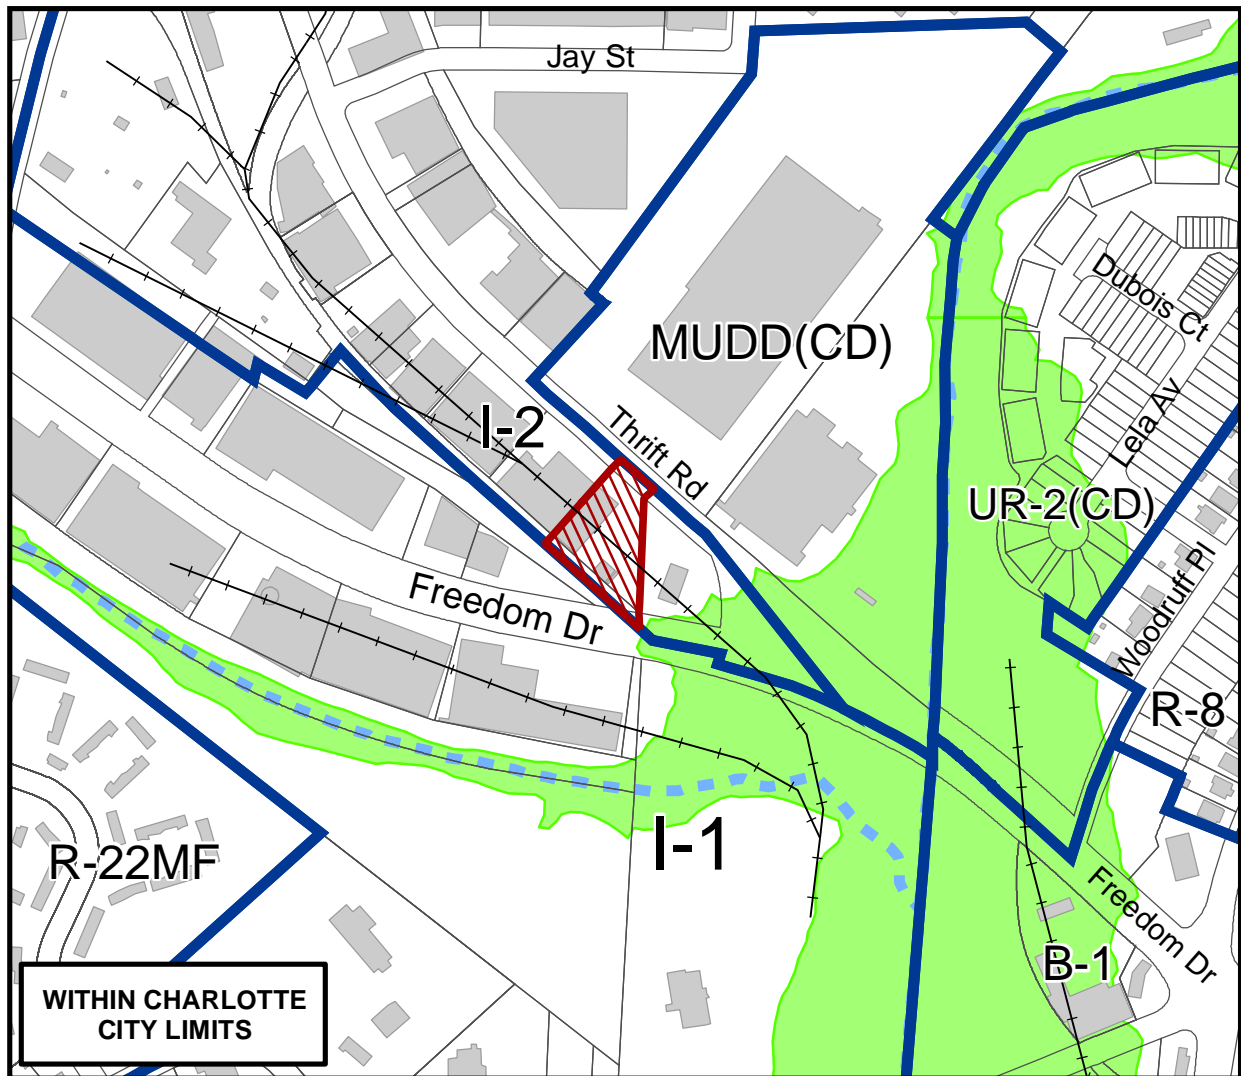 Jay St
MUDD(CD)
Dubois Ct
Lela Av
I-2
Thrift Rd
UR-2(CD)
Woodruff Pl
Freedom Dr
R-8
I-1
R-22MF
Freedom Dr
B-1
WITHIN CHARLOTTE
CITY LIMITS